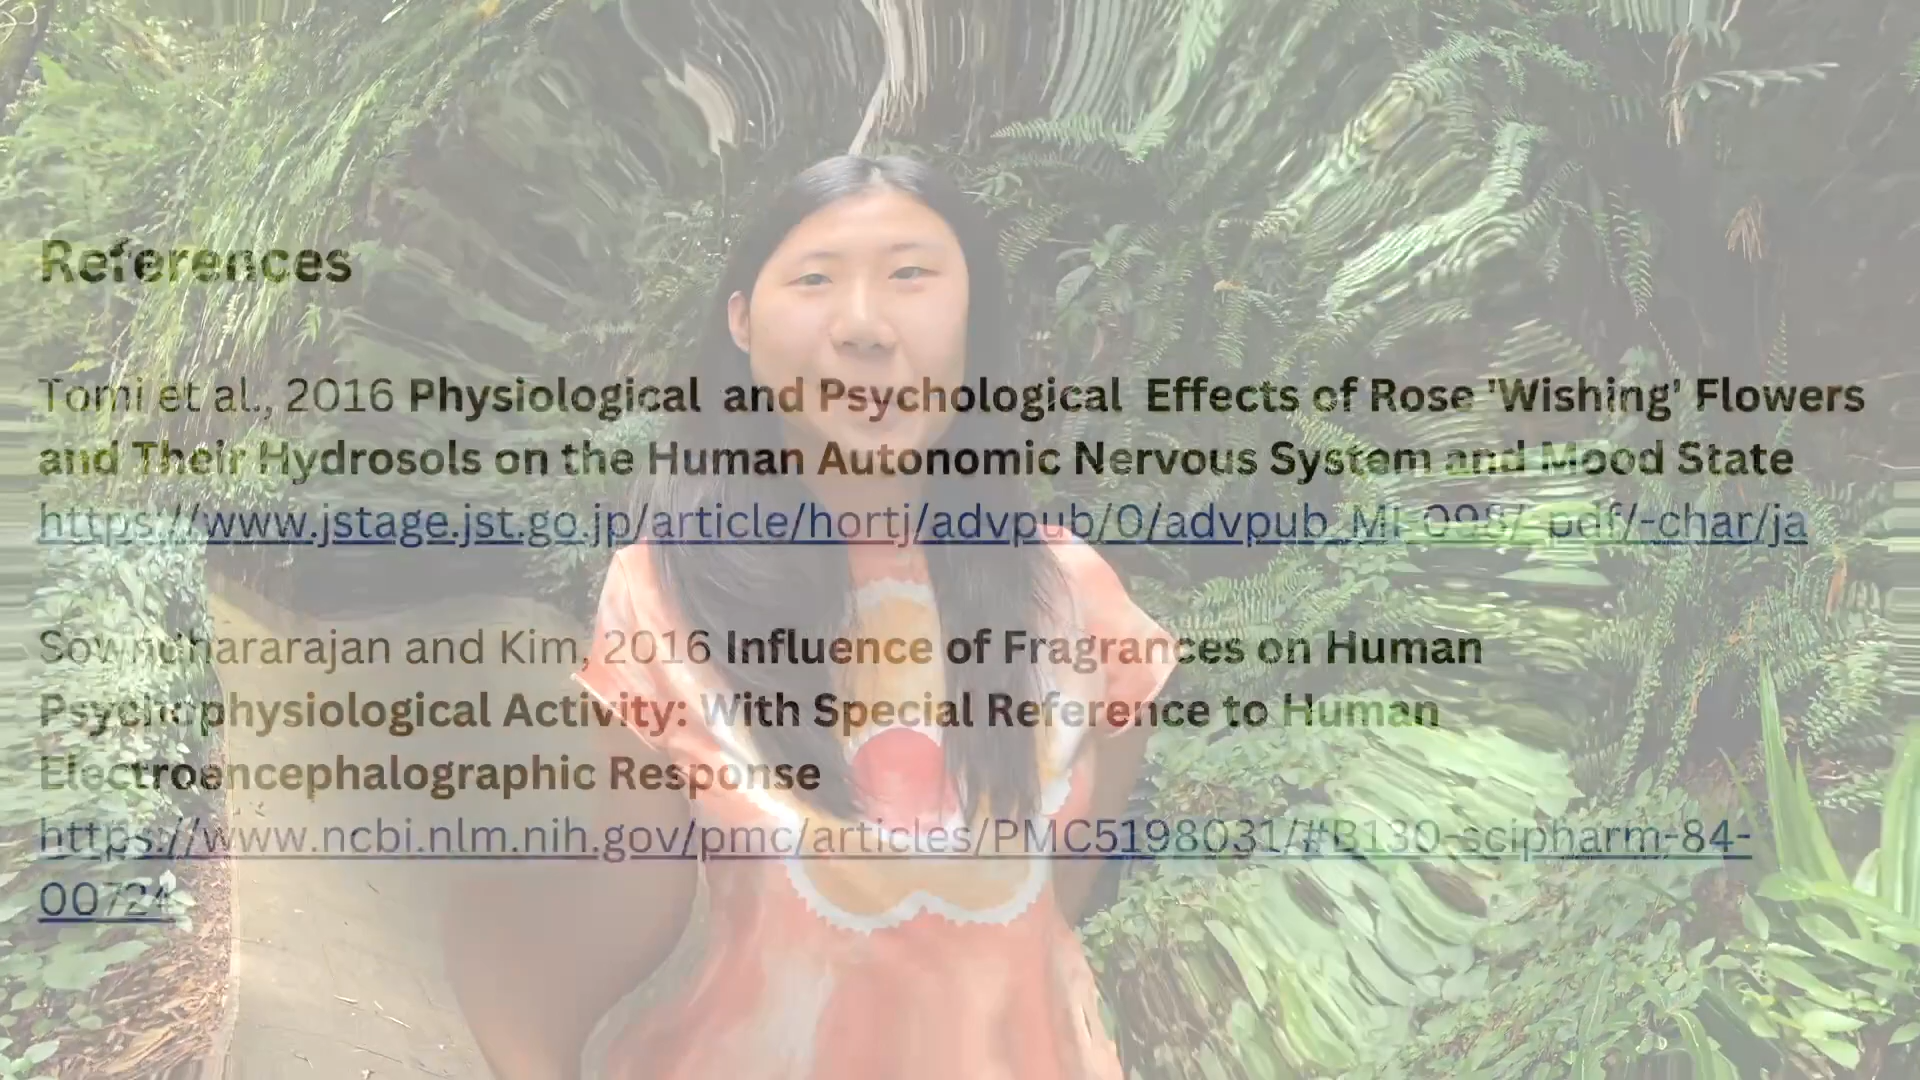 References
Tomi et al., 2016 Physiological and Psychological Effects of Rose 'Wishing' Flowers
and Their Hydrosols on the Human Autonomic Nervous System and Mood State
https://www.jstage.jst.go.jp/article/hortj/advpub/0/advpub_MI-098/-pdf/-char/ja
Sowndhararajan and Kim, 2016 Influence of Fragrances on Human
Psychophysiological Activity: With Special Reference to Human
Electroencephalographic Response
https://www.ncbi.nlm.nih.gov/pmc/articles/PMC5198031/#B130-scipharm-84-
00724